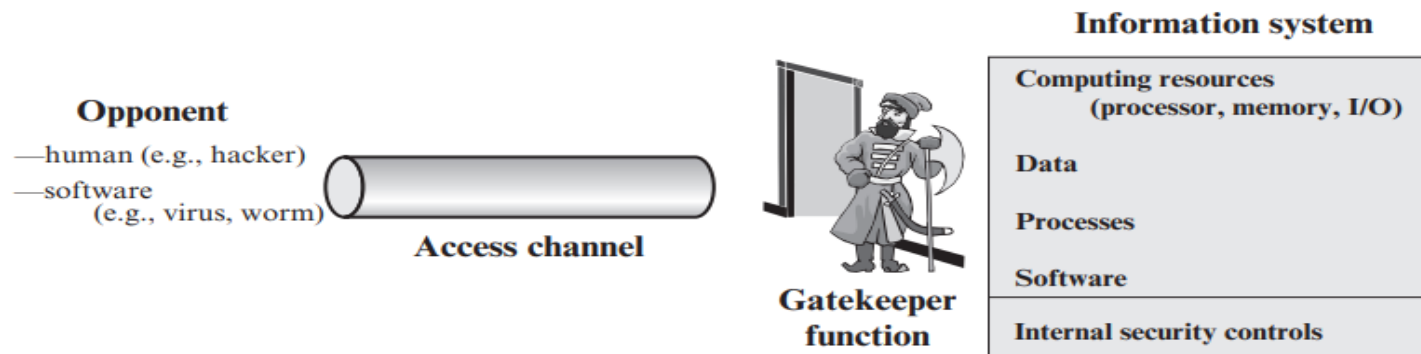 Opponent
—human (e.g., hacker)
—software
(e.g., virus, worm)
Access channel
Gatekeeper
function
Information system
Computing resources
(processor, memory, I/O)
Data
Processes
Software
Internal security controls